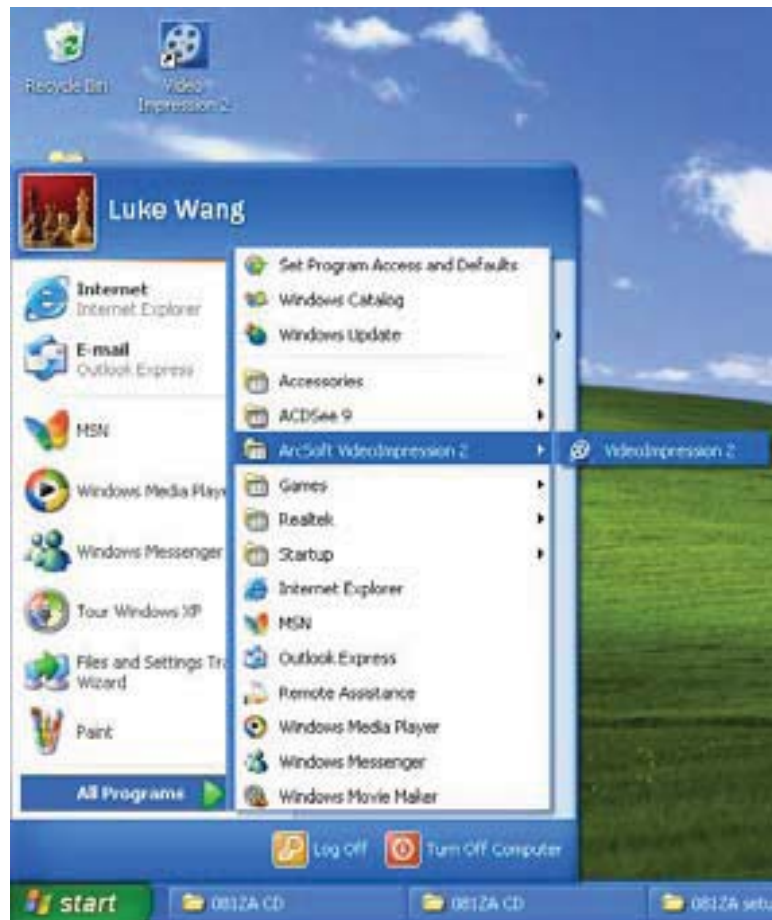 Recycle Bin
Video
Impression 2
Luke Wang
Internet
Internet Explorer
E-mail
Outlook Express
MSN
Windows Media Playe
Windows Messenger
Tour Windows XP
Files and Settings Tra
Wizard
Paint
All Programs
Set Program Access and Defaults
Windows Catalog
Windows Update
Accessories
ACDSee 9
ArcSoft VideoImpression 2
VideoImpression 2
Games
Realtek
Startup
Internet Explorer
MSN
Outlook Express
Remote Assistance
Windows Media Player
Windows Messenger
Windows Movie Maker
Log Off
Turn Off Computer
start
081ZA CD
081ZA CD
081ZA setu